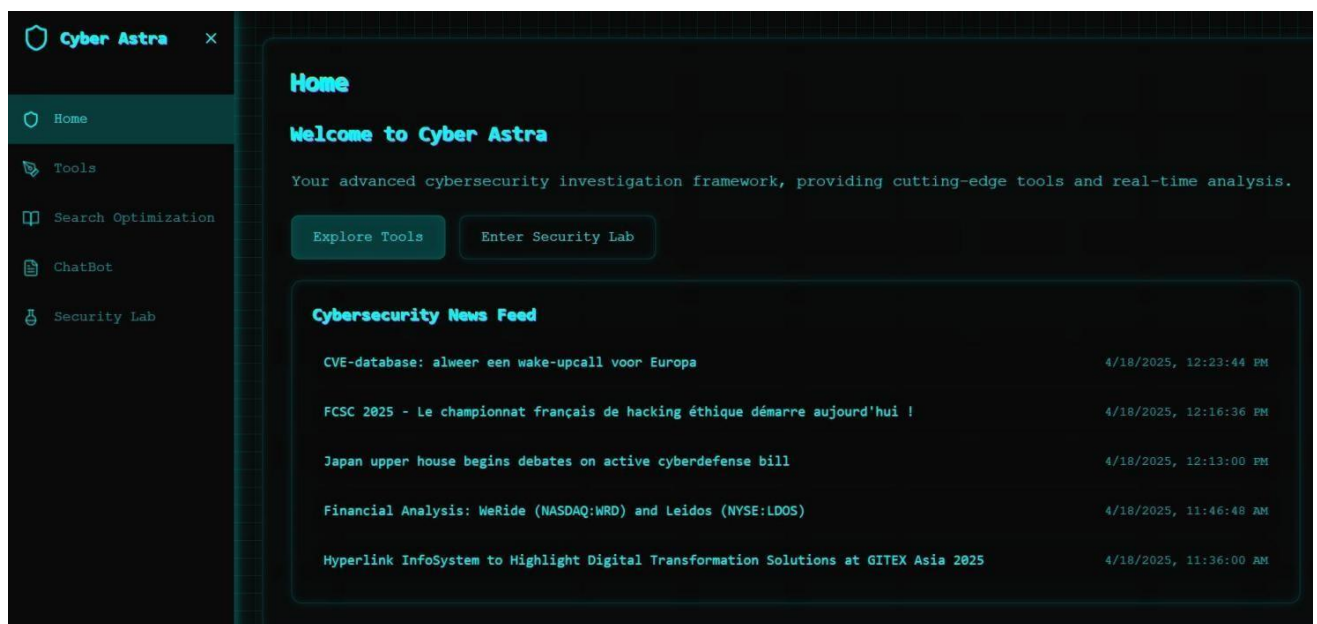 Cyber Astra ×
Home
Tools
Search Optimization
ChatBot
Security Lab
Home
Welcome to Cyber Astra
Your advanced cybersecurity investigation framework, providing cutting-edge tools and real-time analysis.
Explore Tools Enter Security Lab
Cybersecurity News Feed
CVE-database: alweer een wake-upcall voor Europa 4/18/2025, 12:23:44 PM
FCSC 2025 - Le championnat français de hacking éthique démarre aujourd'hui ! 4/18/2025, 12:16:36 PM
Japan upper house begins debates on active cyberdefense bill 4/18/2025, 12:13:00 PM
Financial Analysis: WeRide (NASDAQ:WRD) and Leidos (NYSE:LDOS) 4/18/2025, 11:46:48 AM
Hyperlink InfoSystem to Highlight Digital Transformation Solutions at GITEX Asia 2025 4/18/2025, 11:36:00 AM